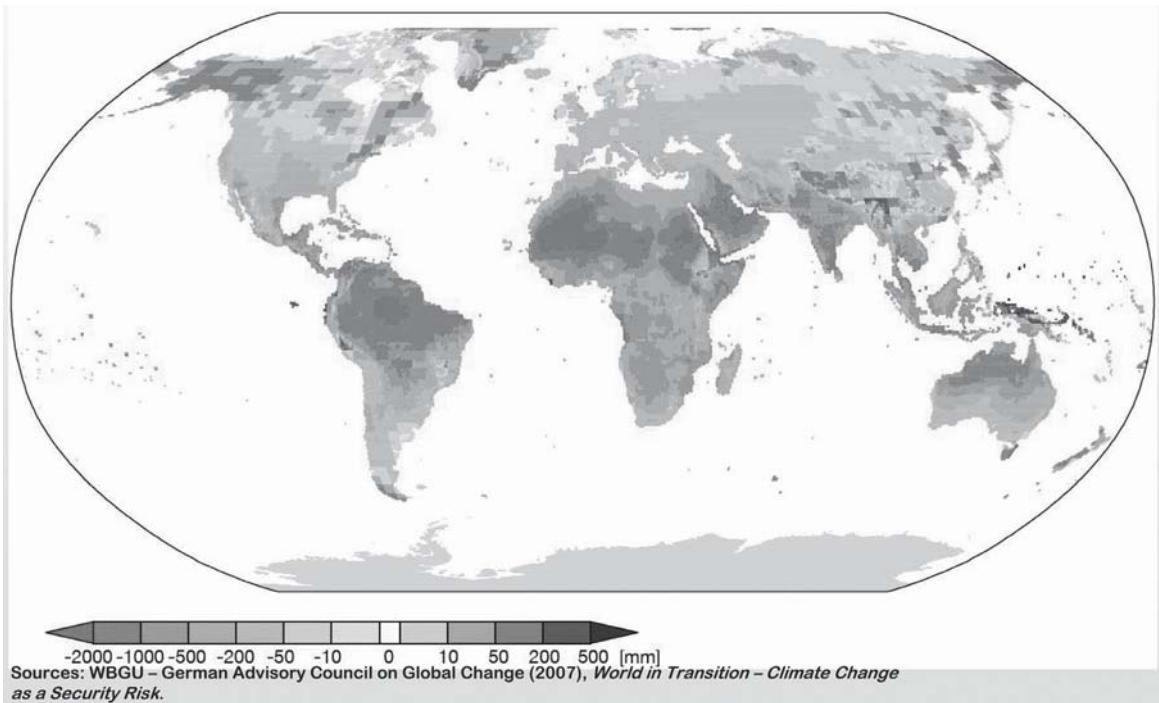 -2000 -1000 -500 -200 -50 -10 0 10 50 200 500 [mm]
Sources: WBGU – German Advisory Council on Global Change (2007), World in Transition – Climate Change
as a Security Risk.